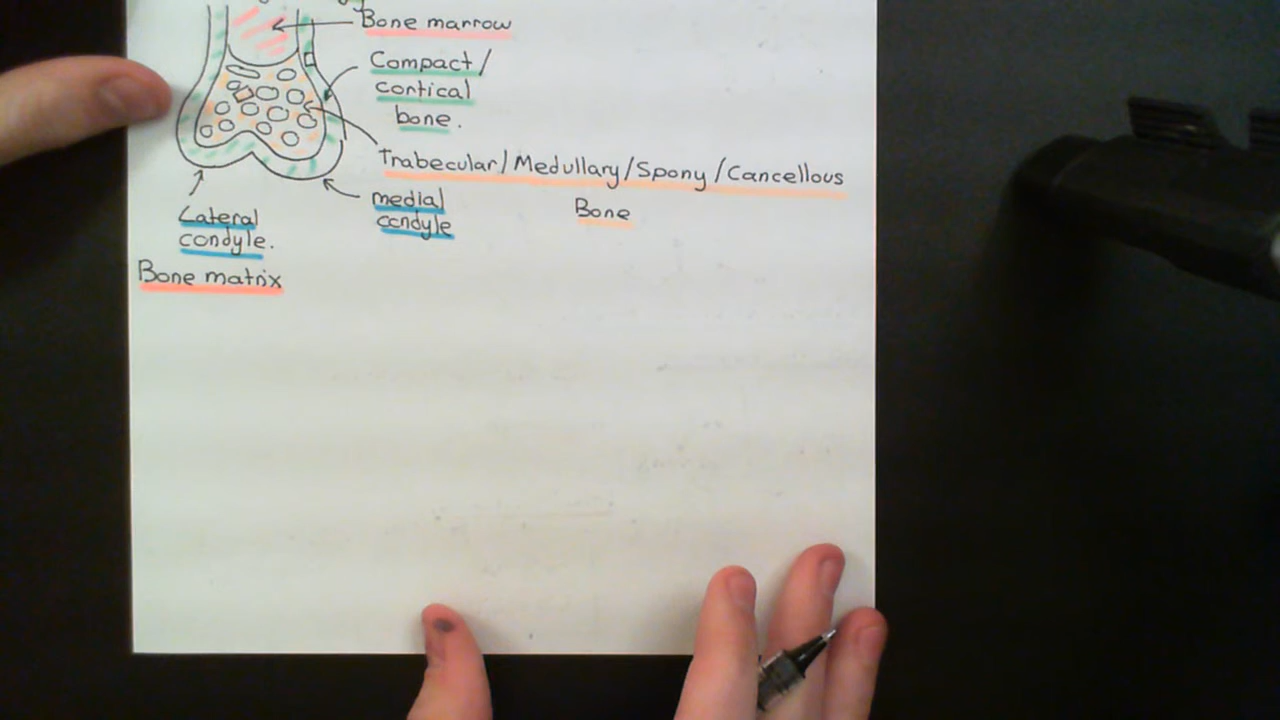 Bone marrow
Compact/
cortical
bone.
Trabecular/Medullary/Spony/Cancellous
Bone
medial
condyle
Lateral
condyle.
Bone matrix